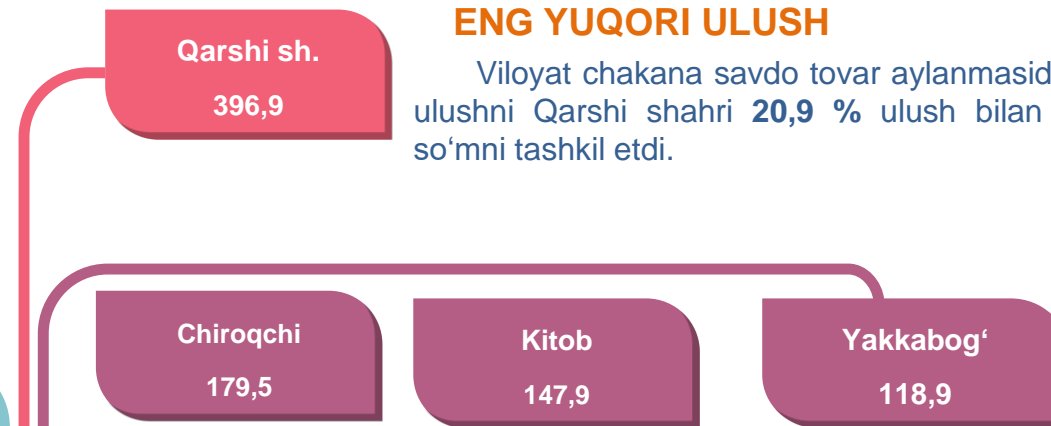 Qarshi sh.
396,9
ENG YUQORI ULUSH
Viloyat chakana savdo tovar aylanmasid
ulushni Qarshi shahri 20,9 % ulush bilan
so‘mni tashkil etdi.
Chiroqchi
179,5
Kitob
147,9
Yakkabog‘
118,9